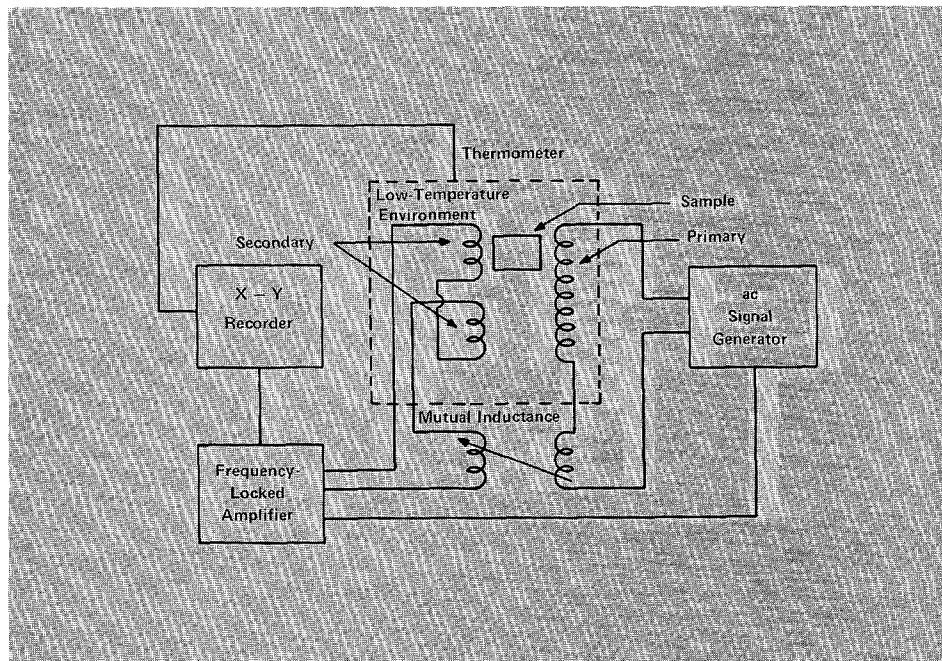 Thermometer
Low-Temperature
Environment
Sample
Secondary
Primary
X – Y
Recorder
ac
Signal
Generator
Mutual Inductance
Frequency-
Locked
Amplifier